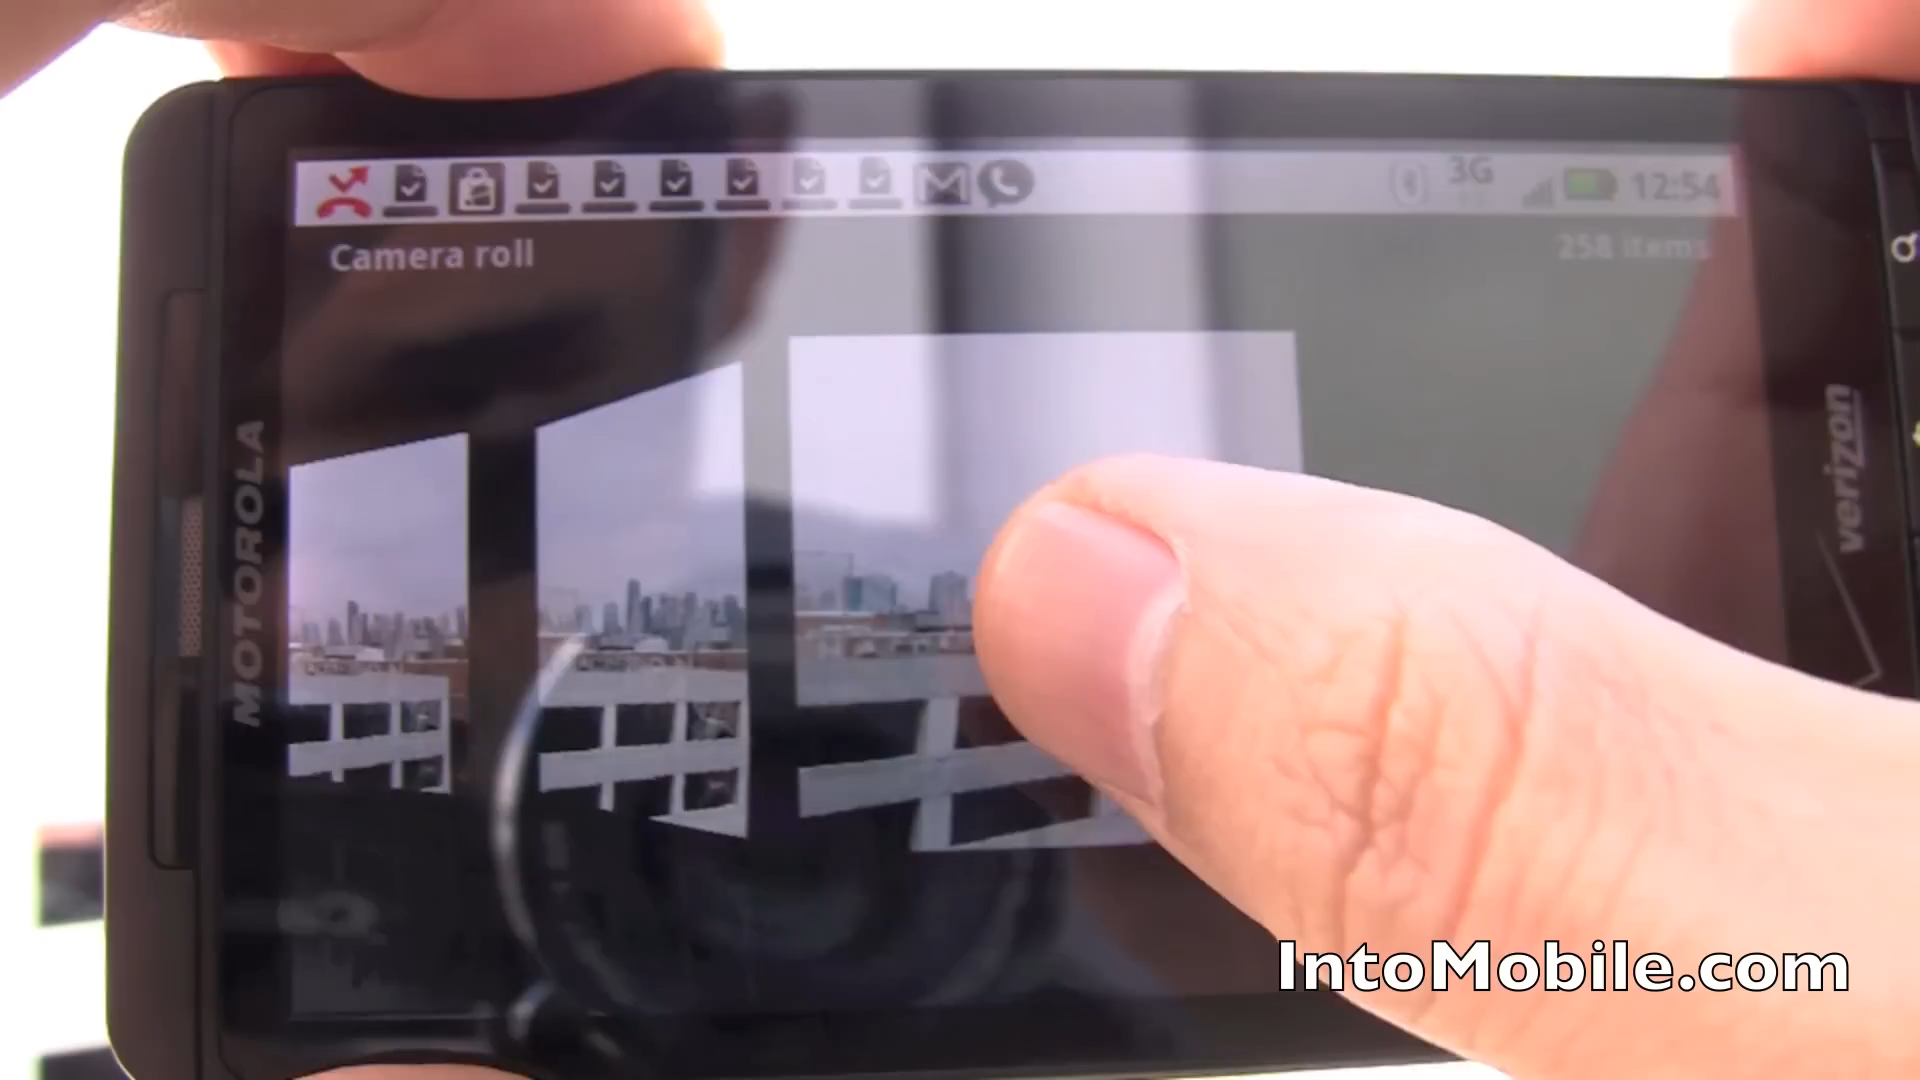 3G
12:54
Camera roll
258 items
MOTOROLA
verizon
IntoMobile.com